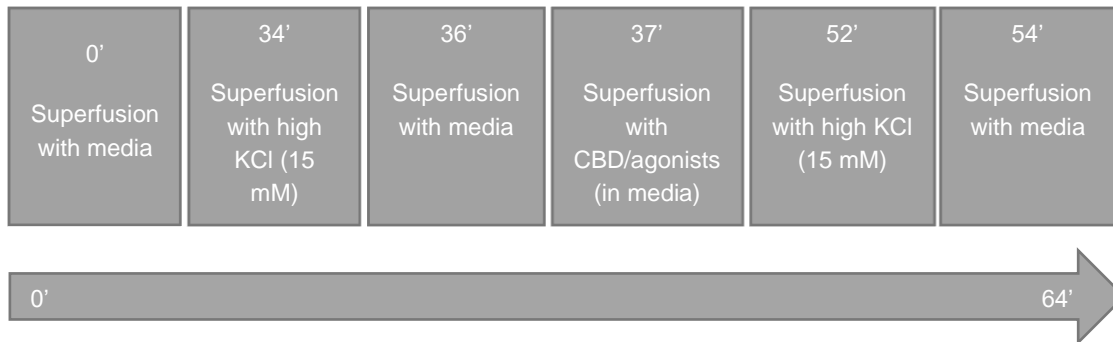 0’
Superfusion
with media
34’
Superfusion
with high
KCl (15
mM)
36’
Superfusion
with media
37’
Superfusion
with
CBD/agonists
(in media)
52’
Superfusion
with high KCl
(15 mM)
54’
Superfusion
with media
0’
64’